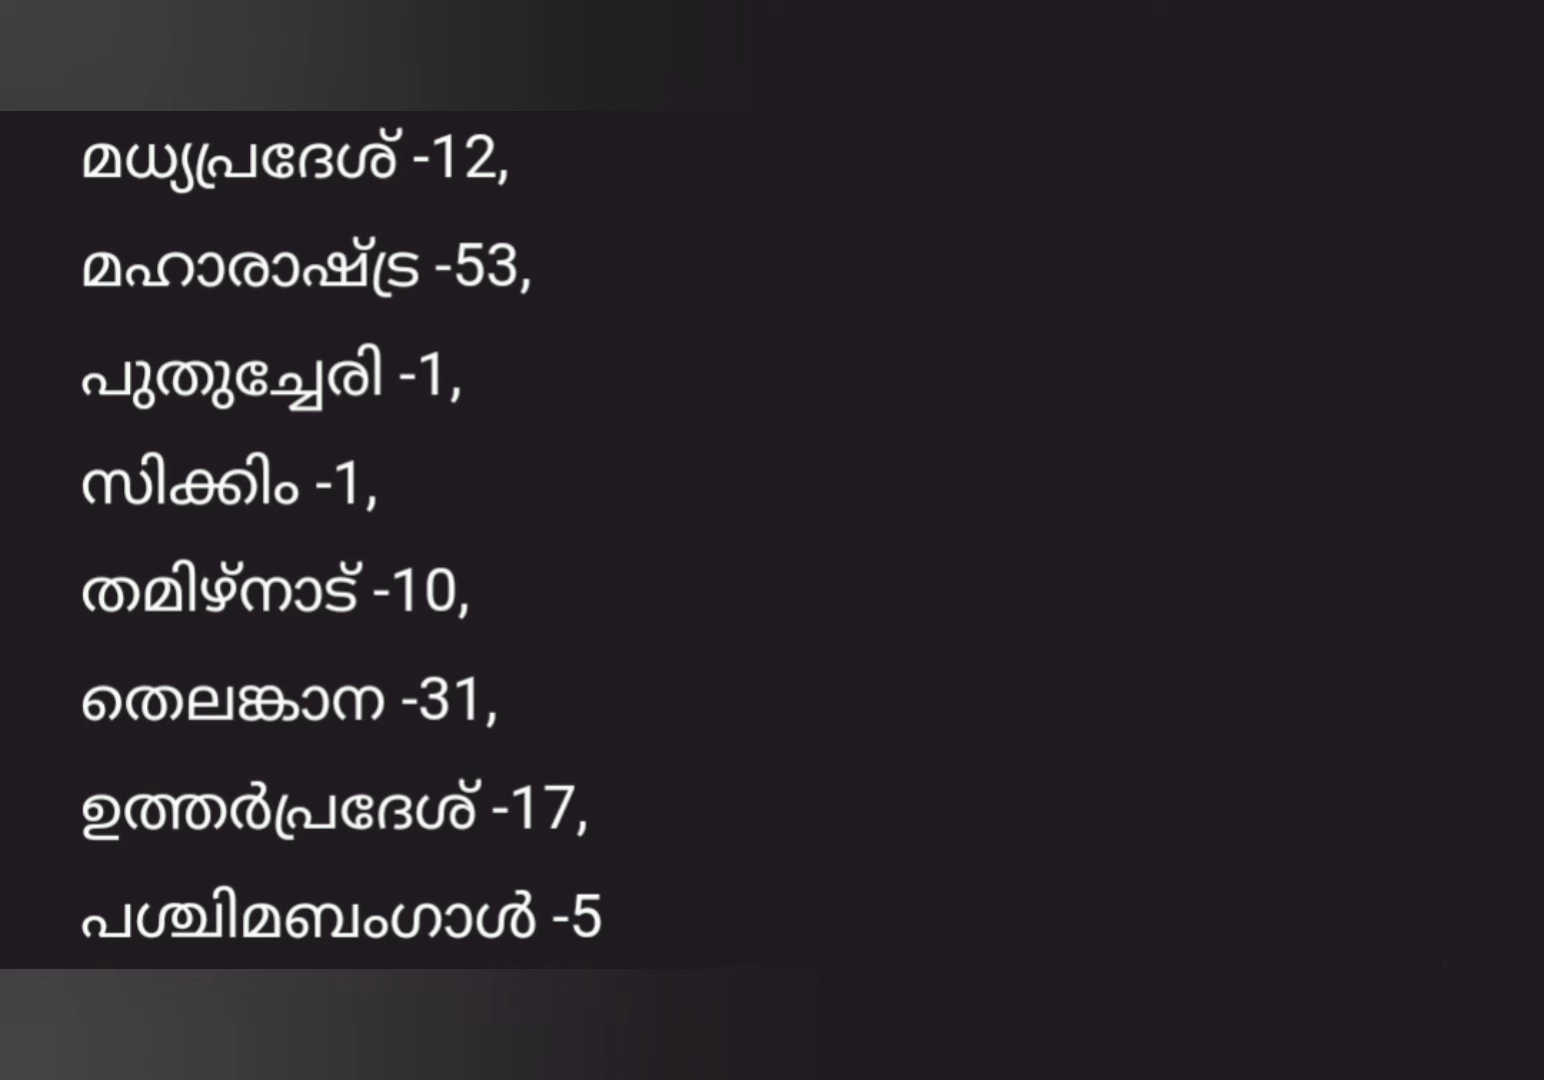 മധ്യപ്രദേശ് -12,
മഹാരാഷ്ട്ര -53,
പുതുച്ചേരി -1,
സിക്കിം -1,
തമിഴ്നാട് -10,
തെലങ്കാന -31,
ഉത്തർപ്രദേശ് -17,
പശ്ചിമബംഗാൾ -5